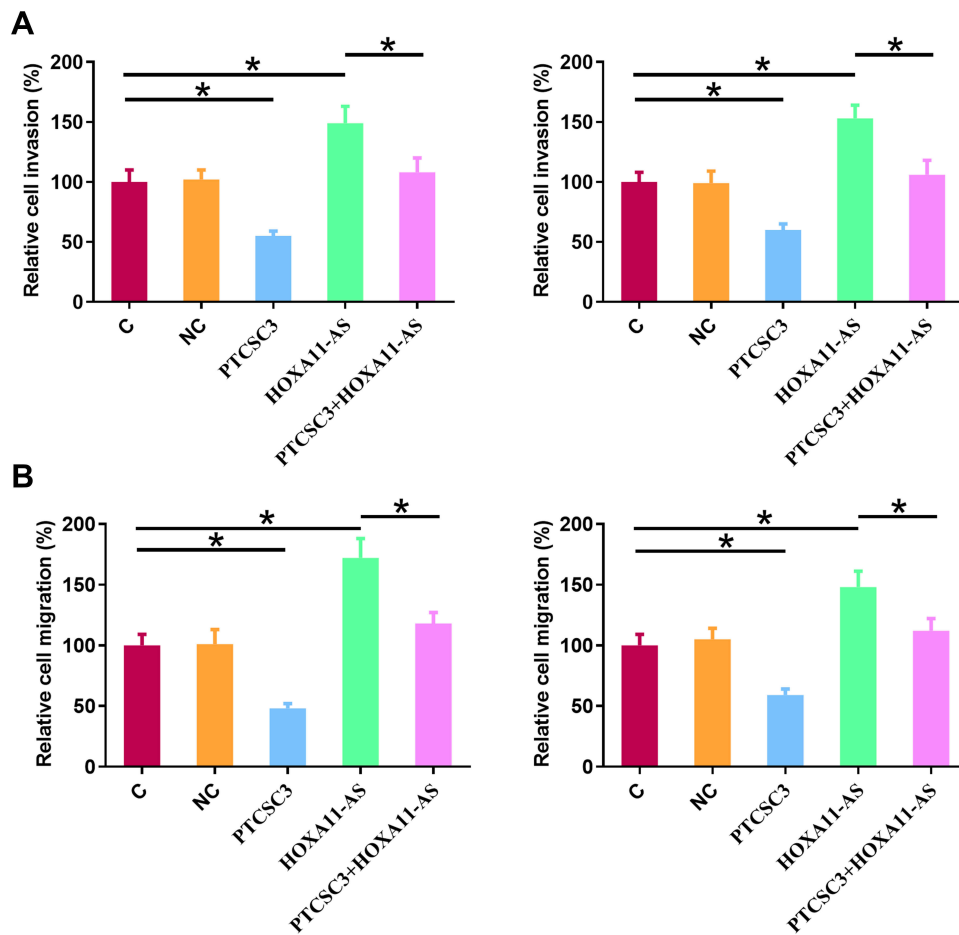 A
Relative cell invasion (%)
200
150
100
50
0
*
*
*
C
NC
PTCSC3
HOXA11-AS
PTCSC3+HOXA11-AS
Relative cell invasion (%)
200
150
100
50
0
*
*
*
C
NC
PTCSC3
HOXA11-AS
PTCSC3+HOXA11-AS
B
Relative cell migration (%)
200
150
100
50
0
*
*
*
C
NC
PTCSC3
HOXA11-AS
PTCSC3+HOXA11-AS
Relative cell migration (%)
200
150
100
50
0
*
*
*
C
NC
PTCSC3
HOXA11-AS
PTCSC3+HOXA11-AS